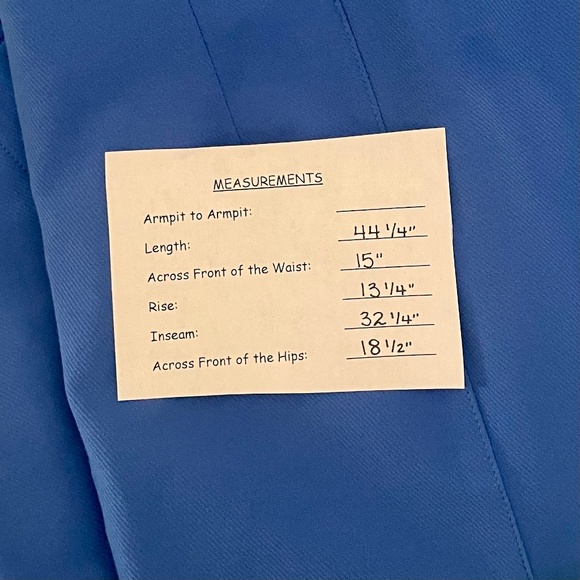 MEASUREMENTS
Armpit to Armpit:
Length: 44 1/4"
Across Front of the Waist: 15"
Rise: 13 1/4"
Inseam: 32 1/4"
Across Front of the Hips: 18 1/2"